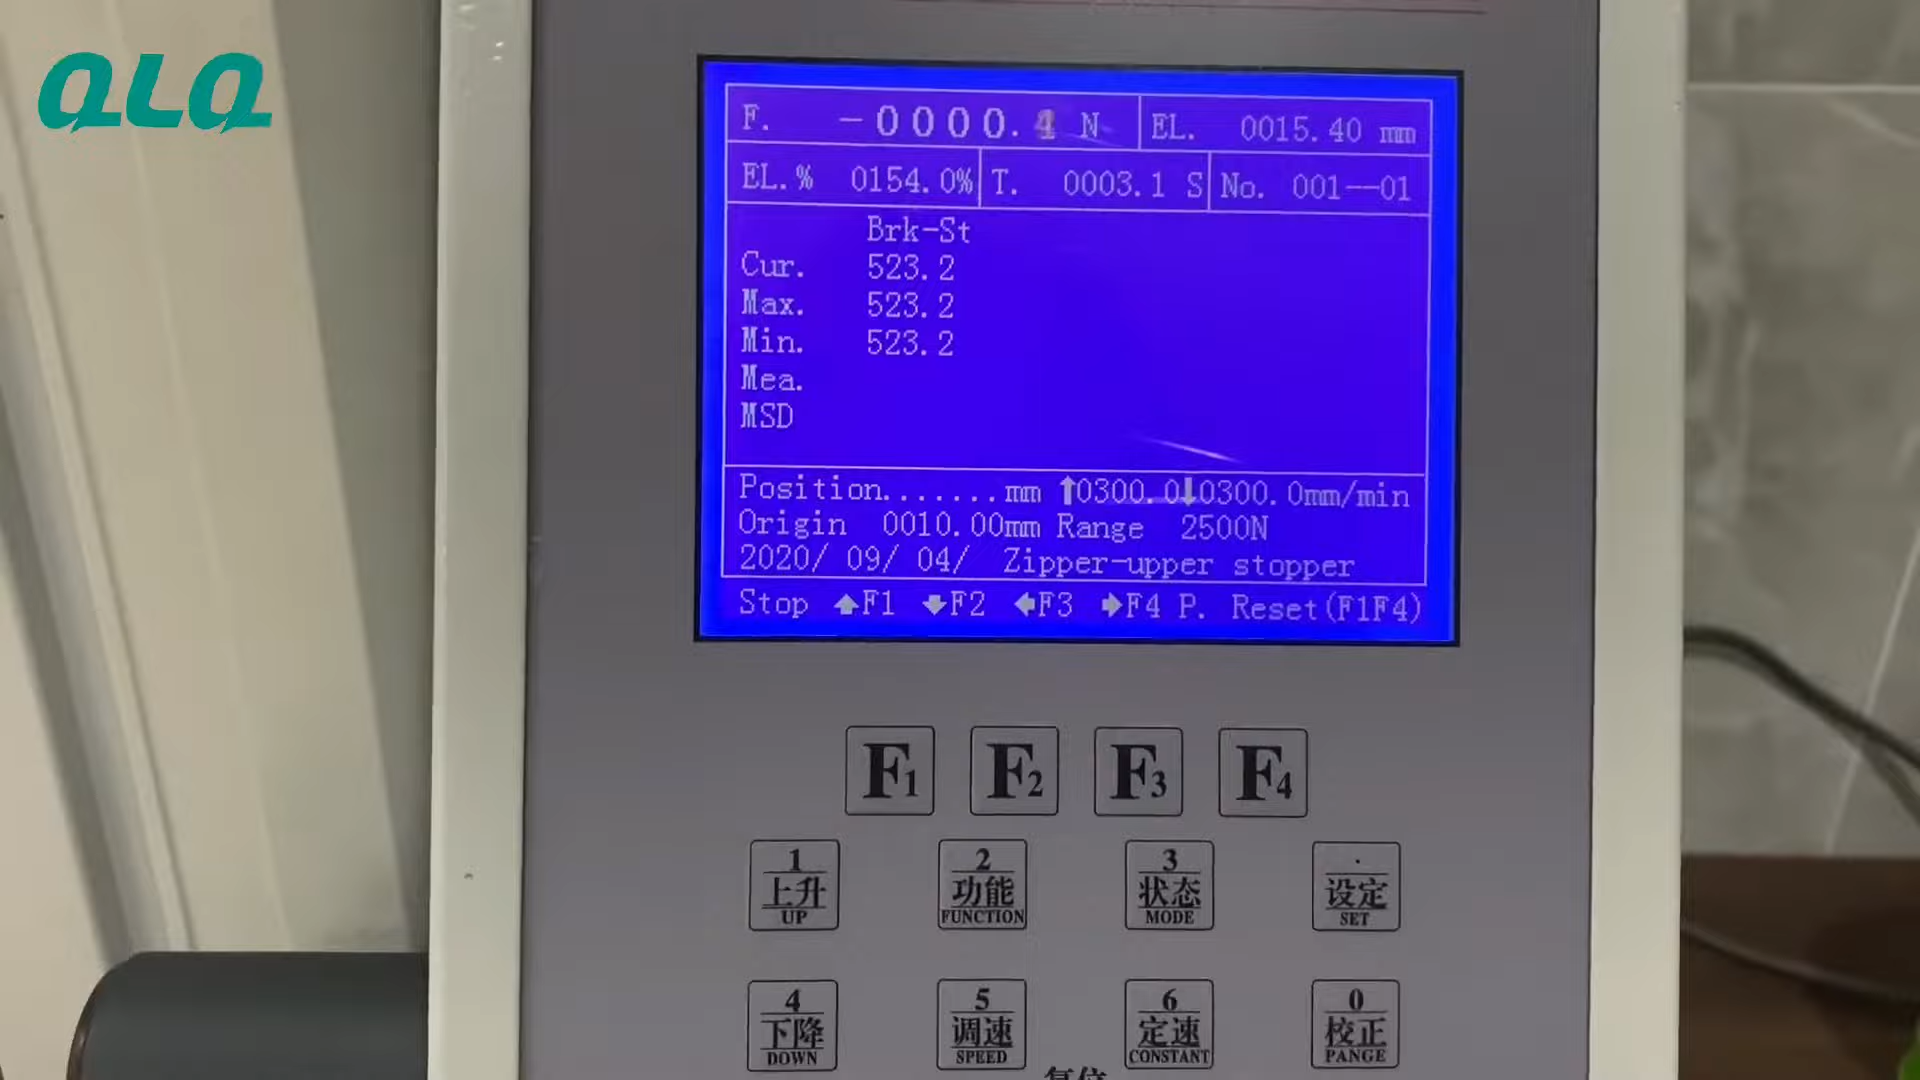 QLQ
F. -0000.4 N EL. 0015.40 mm
EL.% 0154.0% T. 0003.1 S No. 001--01
Brk-St
Cur. 523.2
Max. 523.2
Min. 523.2
Mea.
MSD
Position.......mm ↑0300.0↓0300.0mm/min
Origin 0010.00mm Range 2500N
2020/ 09/ 04/ Zipper-upper stopper
Stop ↑F1 ↓F2 ←F3 →F4 P. Reset(F1F4)
F1 F2 F3 F4
1 2 3 .
上升 功能 状态 设定
UP FUNCTION MODE SET
4 5 6 0
下降 调速 定速 校正
DOWN SPEED CONSTANT PANGE
复位